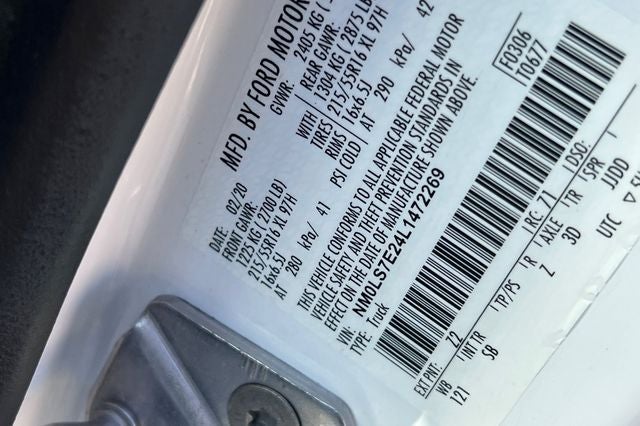 MFD. BY FORD MOTOR
DATE: 02/20 GVWR: 2405 KG (
FRONT GAWR: REAR GAWR:
1225 KG (2700 LB) WITH 1304 KG (2875 LB
215/55R16 XL 97H TIRES 215/55R16 XL 97H
16x6.5J RIMS 16x6.5J
AT 280 kPa/ 41 PSI COLD AT 290 kPa/ 42
THIS VEHICLE CONFORMS TO ALL APPLICABLE FEDERAL MOTOR
VEHICLE SAFETY AND THEFT PREVENTION STANDARDS IN
EFFECT ON THE DATE OF MANUFACTURE SHOWN ABOVE.
VIN: NM0LS7E24L1472269
TYPE: Truck
F0306
T0677
EXT PNT: Z2 RC: 71 DSO:
WB INT TR TP/PS R AXLE TR SPR
121 SB Z 3D JJDD
UTC